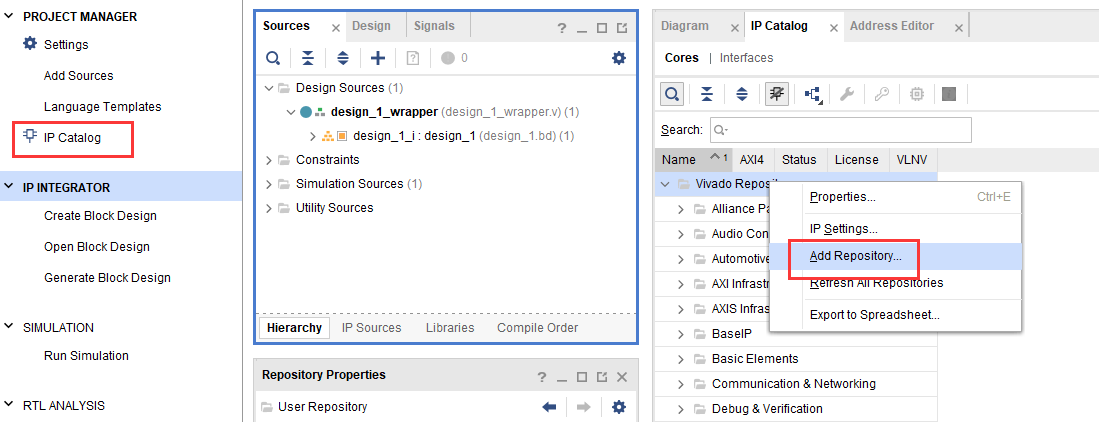 PROJECT MANAGER
Settings
Add Sources
Language Templates
IP Catalog
IP INTEGRATOR
Create Block Design
Open Block Design
Generate Block Design
SIMULATION
Run Simulation
RTL ANALYSIS
Sources
Design
Signals
0
Design Sources (1)
design_1_wrapper (design_1_wrapper.v) (1)
design_1_i : design_1 (design_1.bd) (1)
Constraints
Simulation Sources (1)
Utility Sources
Hierarchy
IP Sources
Libraries
Compile Order
Repository Properties
User Repository
Diagram
IP Catalog
Address Editor
Cores | Interfaces
Search:
Name 1 AXI4 Status License VLNV
Vivado Reposit
Alliance Pa
Audio Con
Automotive
AXI Infrast
AXIS Infras
BaseIP
Basic Elements
Communication & Networking
Debug & Verification
Properties... Ctrl+E
IP Settings...
Add Repository...
Refresh All Repositories
Export to Spreadsheet...